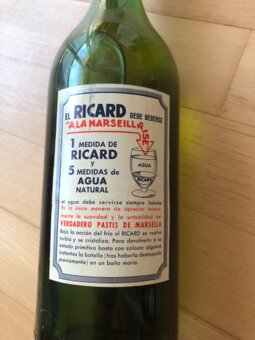 EL RICARD DEBE BEBERSE
"A LA MARSEILLAISE"
1 MEDIDA DE
RICARD
y
5 MEDIDAS de
AGUA
NATURAL
AGUA
RICARD
el agua debe servirse siempre helada
Es la única manera de apreciar entera-
mente la suavidad y la untuosidad del
VERDADERO PASTIS DE MARSELLA
Bajo la acción del frío el RICARD se vuelve
turbio y se cristaliza. Para devolverlo a su
estado primitivo basta con colocar algunos
instantes la botella (tras haberla destapado
previamente) en un baño maria.